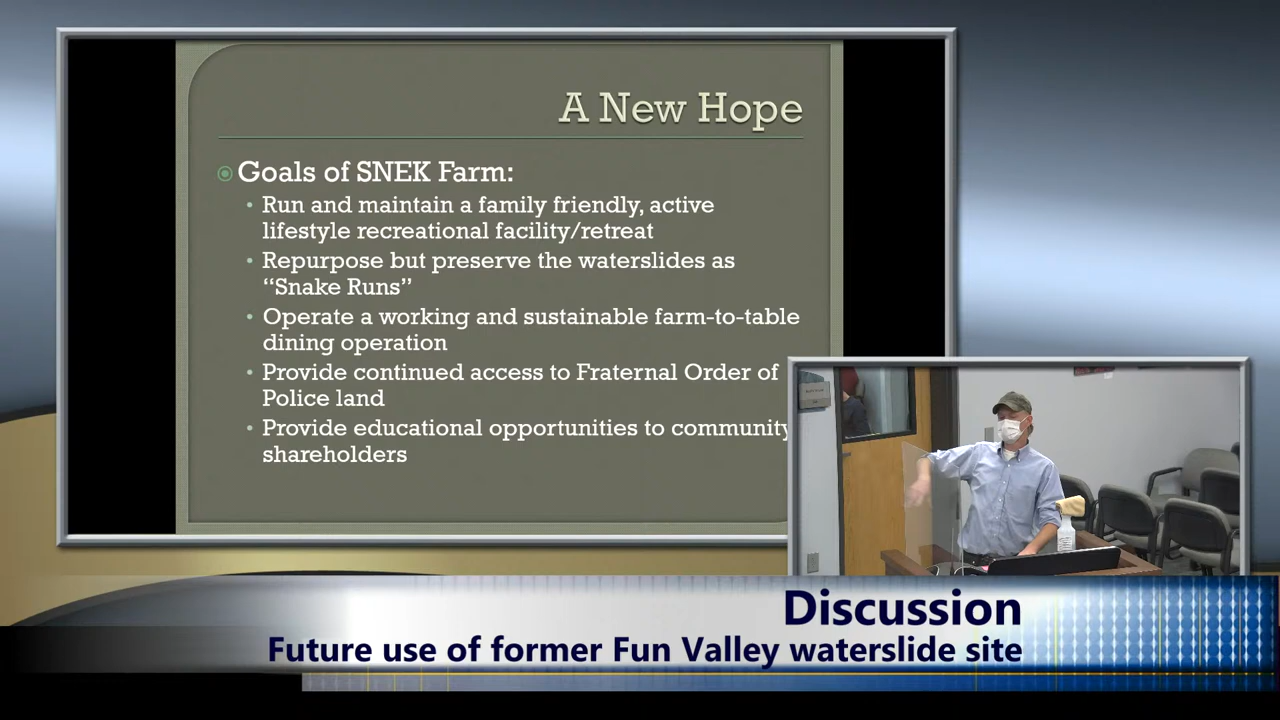 A New Hope
Goals of SNEK Farm:
Run and maintain a family friendly, active
lifestyle recreational facility/retreat
Repurpose but preserve the waterslides as
“Snake Runs”
Operate a working and sustainable farm-to-table
dining operation
Provide continued access to Fraternal Order of
Police land
Provide educational opportunities to community
shareholders
Discussion
Future use of former Fun Valley waterslide site